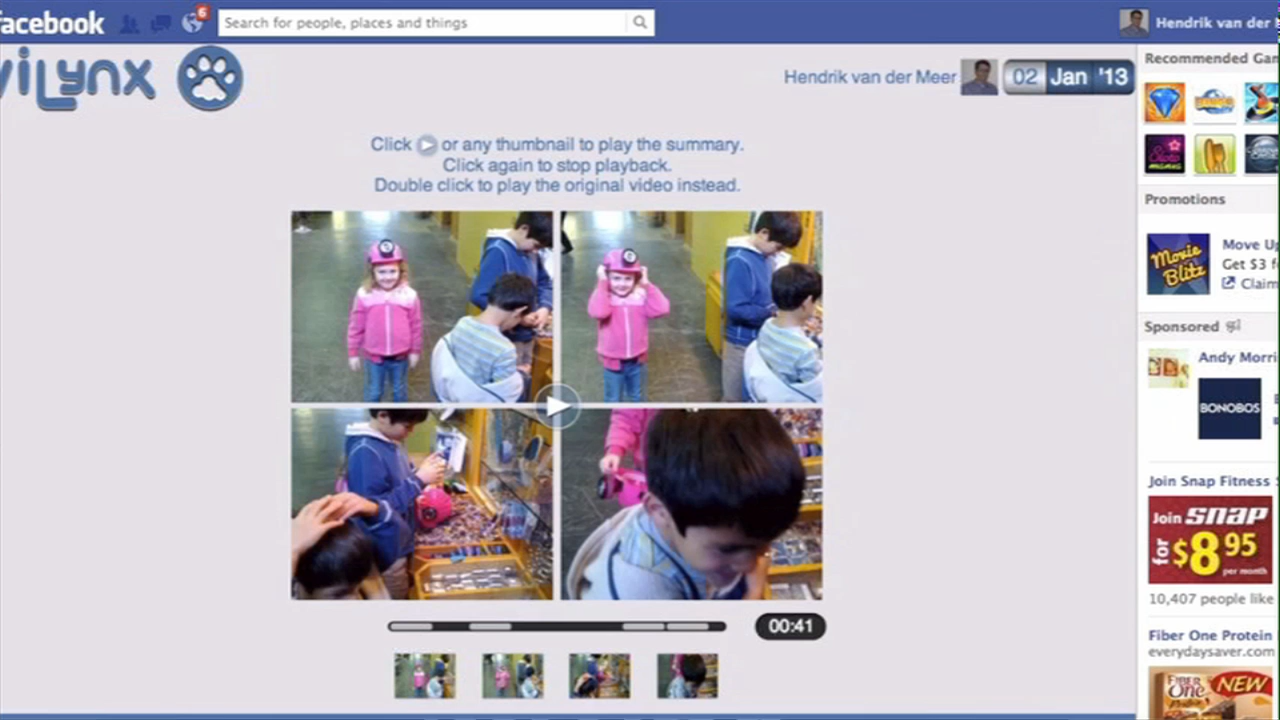 facebook
6
Search for people, places and things
Hendrik van der
viLynx
Hendrik van der Meer
02 Jan '13
Click or any thumbnail to play the summary.
Click again to stop playback.
Double click to play the original video instead.
00:41
Recommended
Promotions
Movie Blitz
Move
Get $3
Claim
Sponsored
Andy
BONOBOS
Join Snap Fitness
Join snap
for $8.95
per month
10,407 people like
Fiber One Protein
everydaysaver.com
FIBER One NEW